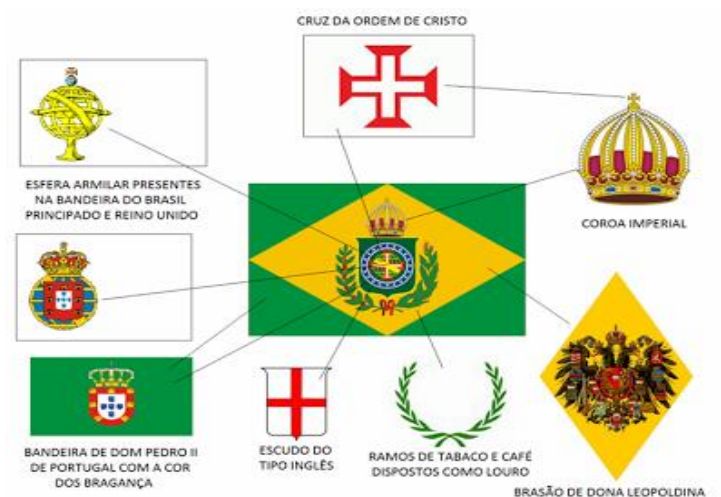 CRUZ DA ORDEM DE CRISTO
ESFERA ARMILAR PRESENTES
NA BANDEIRA DO BRASIL
PRINCIPADO E REINO UNIDO
COROA IMPERIAL
BANDEIRA DE DOM PEDRO II
DE PORTUGAL COM A COR
DOS BRAGANÇA
ESCUDO DO
TIPO INGLÊS
RAMOS DE TABACO E CAFÉ
DISPOSTOS COMO LOURO
BRASÃO DE DONA LEOPOLDINA